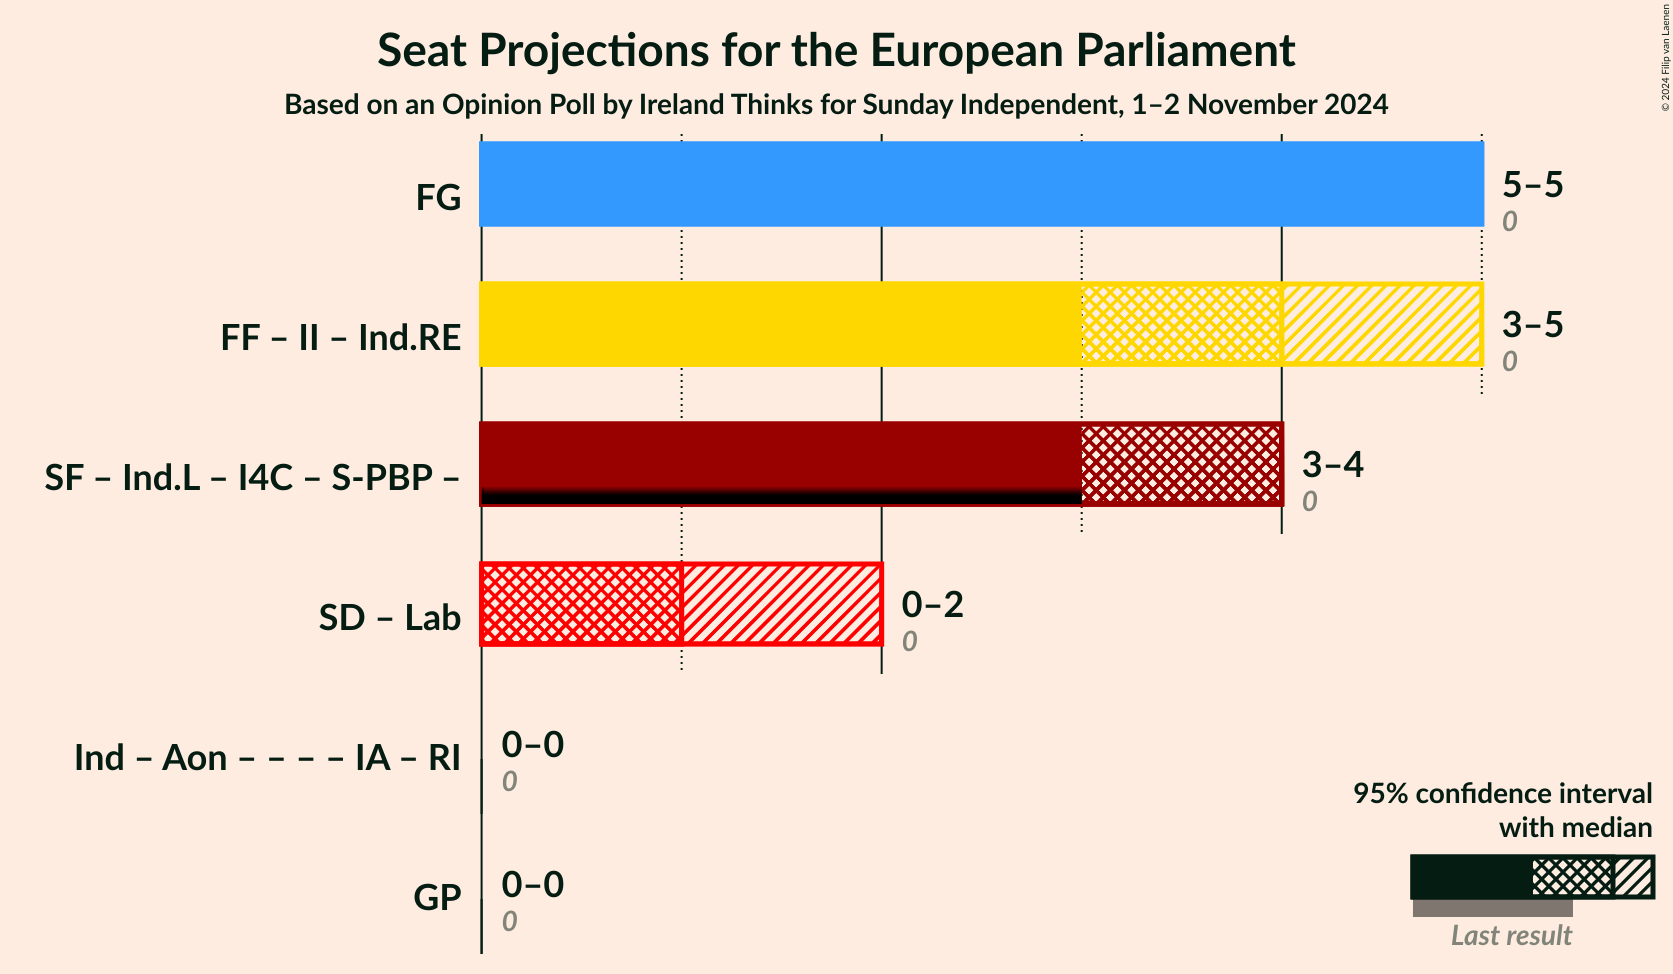 Seat Projections for the European Parliament
Based on an Opinion Poll by Ireland Thinks for Sunday Independent, 1–2 November 2024
© 2024 Filip van Laenen
FG
5–5
0
FF – II – Ind.RE
3–5
0
SF – Ind.L – I4C – S-PBP –
3–4
0
SD – Lab
0–2
0
Ind – Aon – – – – IA – RI
0–0
0
GP
0–0
0
95% confidence interval
with median
Last result